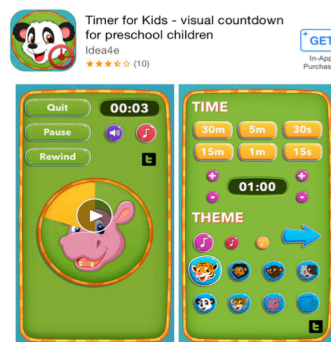 Timer for Kids - visual countdown
for preschool children
Idea4e
(10)
GET
In-App
Purchas
Quit
00:03
Pause
Rewind
TIME
30m 5m 30s
15m 1m 15s
+ +
01:00
- -
THEME